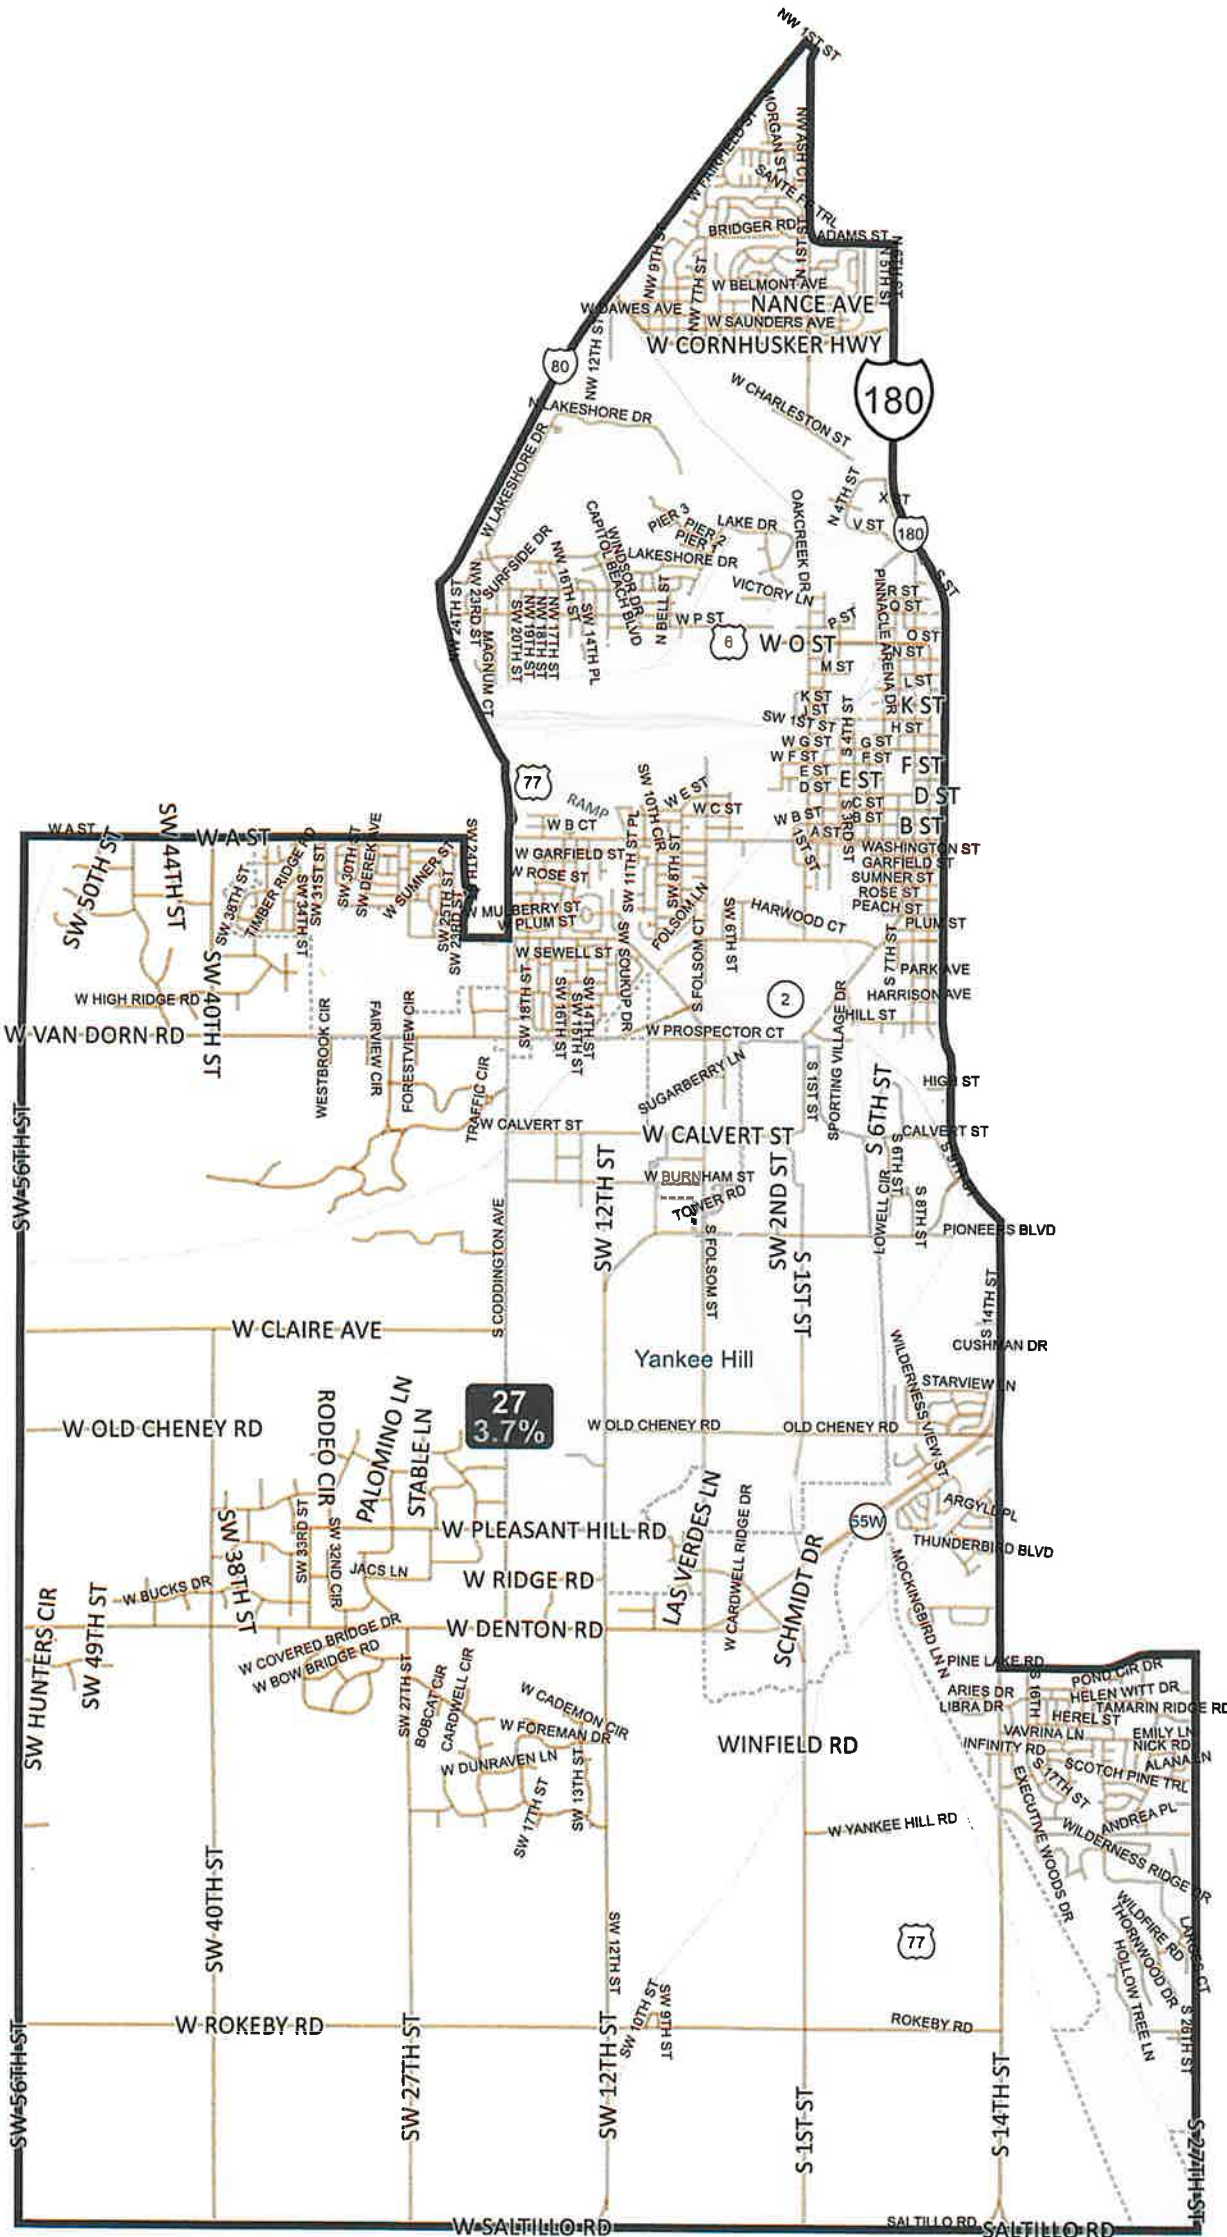 NW 1ST ST
W FAIRFIELD ST
MORGAN ST
NW ASH CT
SANTE FE TRL
BRIDGER RD
N 1ST ST
ADAMS ST
N 6TH ST
N 5TH ST
NW 9TH ST
NW 7TH ST
W BELMONT AVE
W DAWES AVE
NANCE AVE
W SAUNDERS AVE
W CORNHUSKER HWY
80
NW 12TH ST
180
W CHARLESTON ST
N LAKESHORE DR
W LAKESHORE DR
N 4TH ST
X ST
V ST
180
S ST
OAKCREEK DR
PIER 3
PIER 2
PIER 1
LAKE DR
LAKESHORE DR
CAPITOL BEACH BLVD
WINDSOR DR
SURFSIDE DR
NW 16TH ST
NW 24TH ST
NW 23RD ST
VICTORY LN
N BELL ST
W P ST
P ST
PINNACLE ARENA DR
R ST
Q ST
6
W O ST
O ST
N ST
M ST
L ST
MAGNUM CT
SW 20TH ST
NW 19TH ST
NW 18TH ST
NW 17TH ST
SW 14TH PL
K ST
K ST
J ST
SW 1ST ST
S 4TH ST
H ST
W G ST
G ST
W F ST
F ST
F ST
E ST
E ST
D ST
D ST
77
RAMP
SW 10TH CIR
W E ST
W C ST
C ST
W B ST
B ST
B ST
S 3RD ST
A ST
1ST ST
W B CT
SW 11TH ST PL
SW 8TH ST
W A ST
W A ST
SW 50TH ST
SW 44TH ST
SW 38TH ST
TIMBER RIDGE RD
SW 34TH ST
SW 31ST ST
SW 30TH ST
SW DEREK AVE
W SUMNER ST
SW 24TH ST
SW 25TH ST
SW 23RD ST
W GARFIELD ST
W ROSE ST
W MULBERRY ST
W PLUM ST
W SEWELL ST
FOLSOM LN
SW 6TH ST
HARWOOD CT
WASHINGTON ST
GARFIELD ST
SUMNER ST
ROSE ST
PEACH ST
PLUM ST
S 7TH ST
PARK AVE
HARRISON AVE
HILL ST
W HIGH RIDGE RD
SW 40TH ST
W VAN DORN RD
WESTBROOK CIR
FAIRVIEW CIR
FORESTVIEW CIR
TRAFFIC CIR
SW 18TH ST
SW 16TH ST
SW 15TH ST
SW 14TH ST
SW SOUKUP DR
S FOLSOM CT
2
W PROSPECTOR CT
SPORTING VILLAGE DR
SUGARBERRY LN
S 1ST ST
HIGH ST
S 6TH ST
W CALVERT ST
W CALVERT ST
CALVERT ST
S 9TH ST
SW 56TH ST
SW 12TH ST
W BURNHAM ST
TOWER RD
SW 2ND ST
LOWELL CIR
S 6TH ST
S 8TH ST
PIONEERS BLVD
S CODDINGTON AVE
S FOLSOM ST
S 1ST ST
S 14TH ST
W CLAIRE AVE
Yankee Hill
CUSHMAN DR
STARVIEW LN
WILDERNESS VIEW ST
27
3.7%
W OLD CHENEY RD
W OLD CHENEY RD
OLD CHENEY RD
RODEO CIR
PALOMINO LN
STABLE LN
SW 38TH ST
SW 33RD ST
SW 32ND CIR
W PLEASANT HILL RD
JACS LN
W RIDGE RD
LAS VERDES LN
W CARDWELL RIDGE DR
SCHMIDT DR
55W
ARGYLL PL
THUNDERBIRD BLVD
MOCKINGBIRD LN N
W BUCKS DR
SW HUNTERS CIR
SW 49TH ST
W DENTON RD
W COVERED BRIDGE DR
W BOW BRIDGE RD
SW 27TH ST
BOBCAT CIR
CARDWELL CIR
W CADEMON CIR
W FOREMAN DR
W DUNRAVEN LN
SW 17TH ST
SW 13TH ST
WINFIELD RD
PINE LAKE RD
S 16TH
POND CIR DR
ARIES DR
LIBRA DR
HELEN WITT DR
TAMARIN RIDGE RD
HEREL ST
VAVRINA LN
EMILY LN
NICK RD
INFINITY RD
ALANA LN
S 17TH ST
SCOTCH PINE TRL
EXECUTIVE WOODS DR
ANDREA PL
W YANKEE HILL RD
WILDERNESS RIDGE DR
SW 40TH ST
SW 12TH ST
77
WILDFIRE RD
THORNWOOD DR
HOLLOW TREE LN
S 26TH ST
SW 10TH ST
SW 9TH ST
W ROKEBY RD
ROKEBY RD
SW 56TH ST
SW 27TH ST
SW 12TH ST
S 1ST ST
S 14TH ST
S 27TH ST
W SALTILLO RD
SALTILLO RD
SALTILLO RD